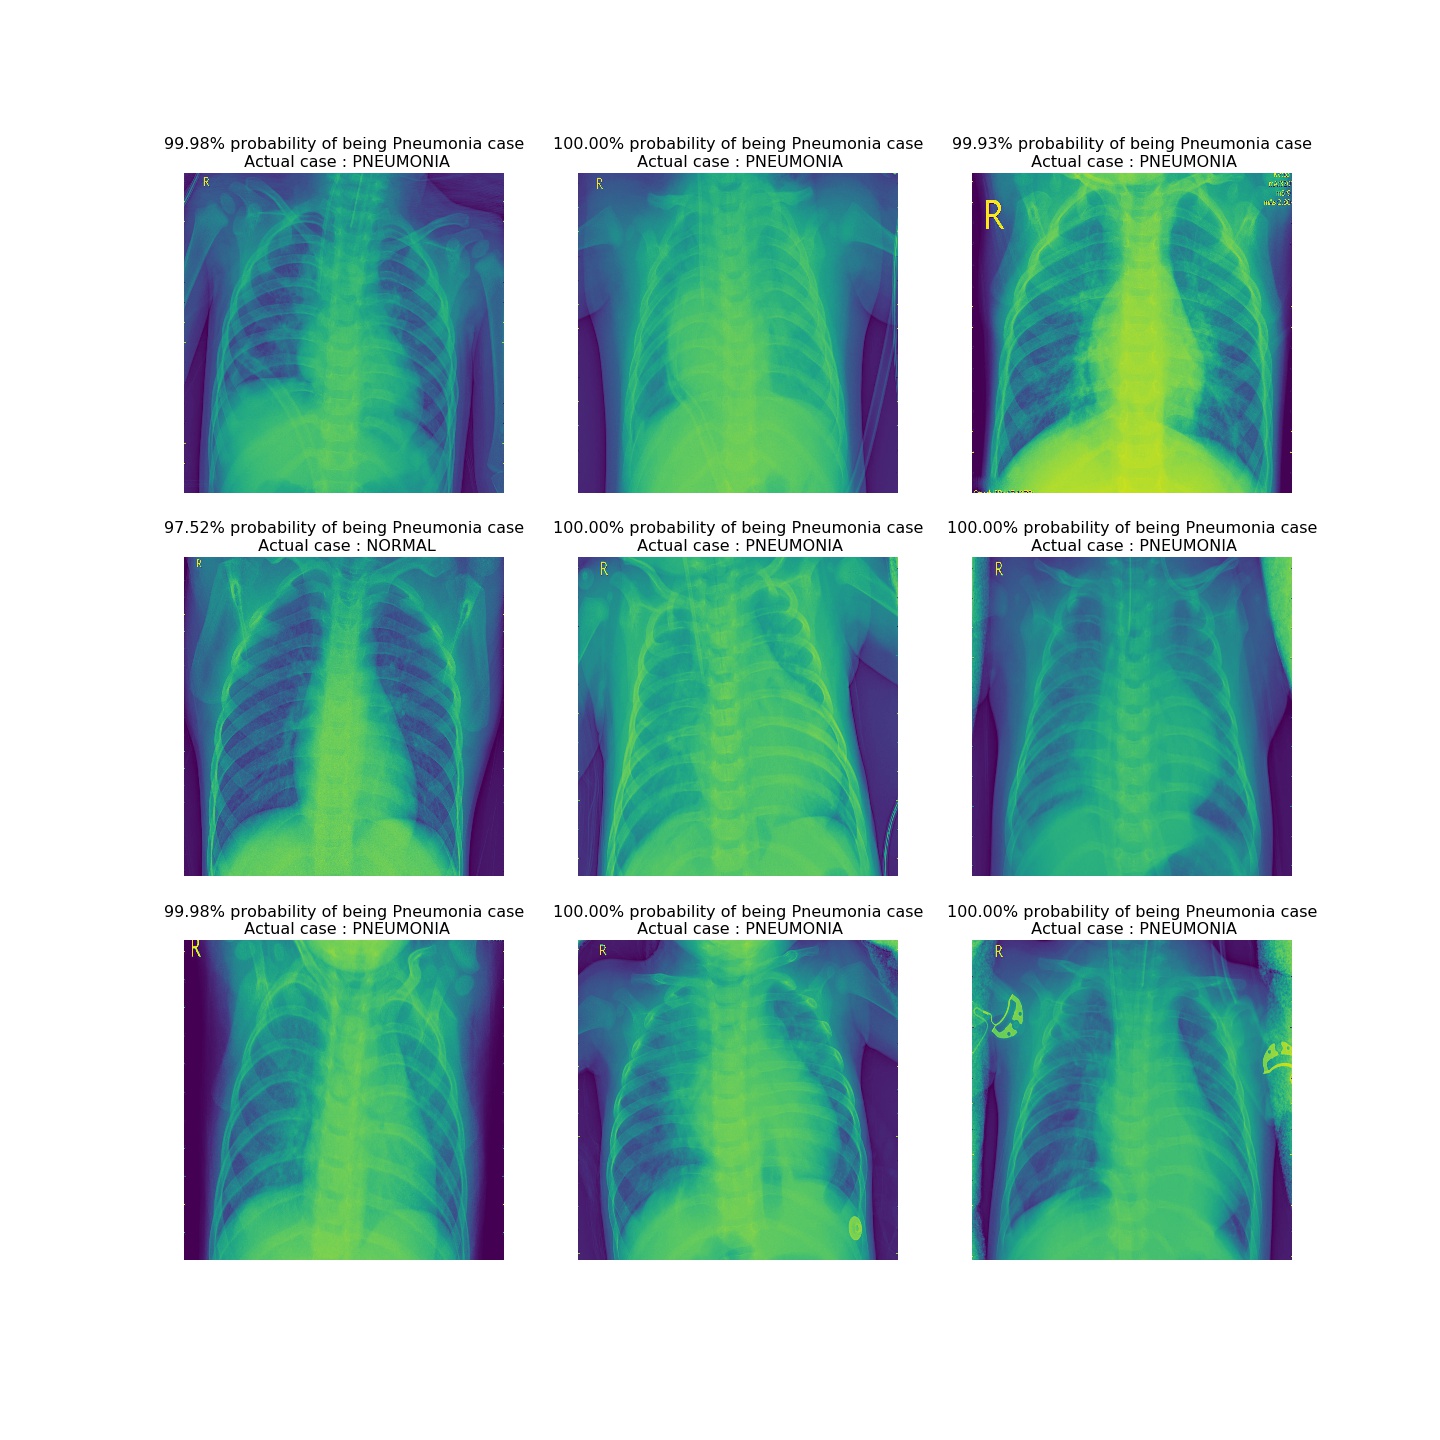 99.98% probability of being Pneumonia case
Actual case : PNEUMONIA
R
100.00% probability of being Pneumonia case
Actual case : PNEUMONIA
R
99.93% probability of being Pneumonia case
Actual case : PNEUMONIA
R
97.52% probability of being Pneumonia case
Actual case : NORMAL
R
100.00% probability of being Pneumonia case
Actual case : PNEUMONIA
R
100.00% probability of being Pneumonia case
Actual case : PNEUMONIA
R
99.98% probability of being Pneumonia case
Actual case : PNEUMONIA
R
100.00% probability of being Pneumonia case
Actual case : PNEUMONIA
R
100.00% probability of being Pneumonia case
Actual case : PNEUMONIA
R